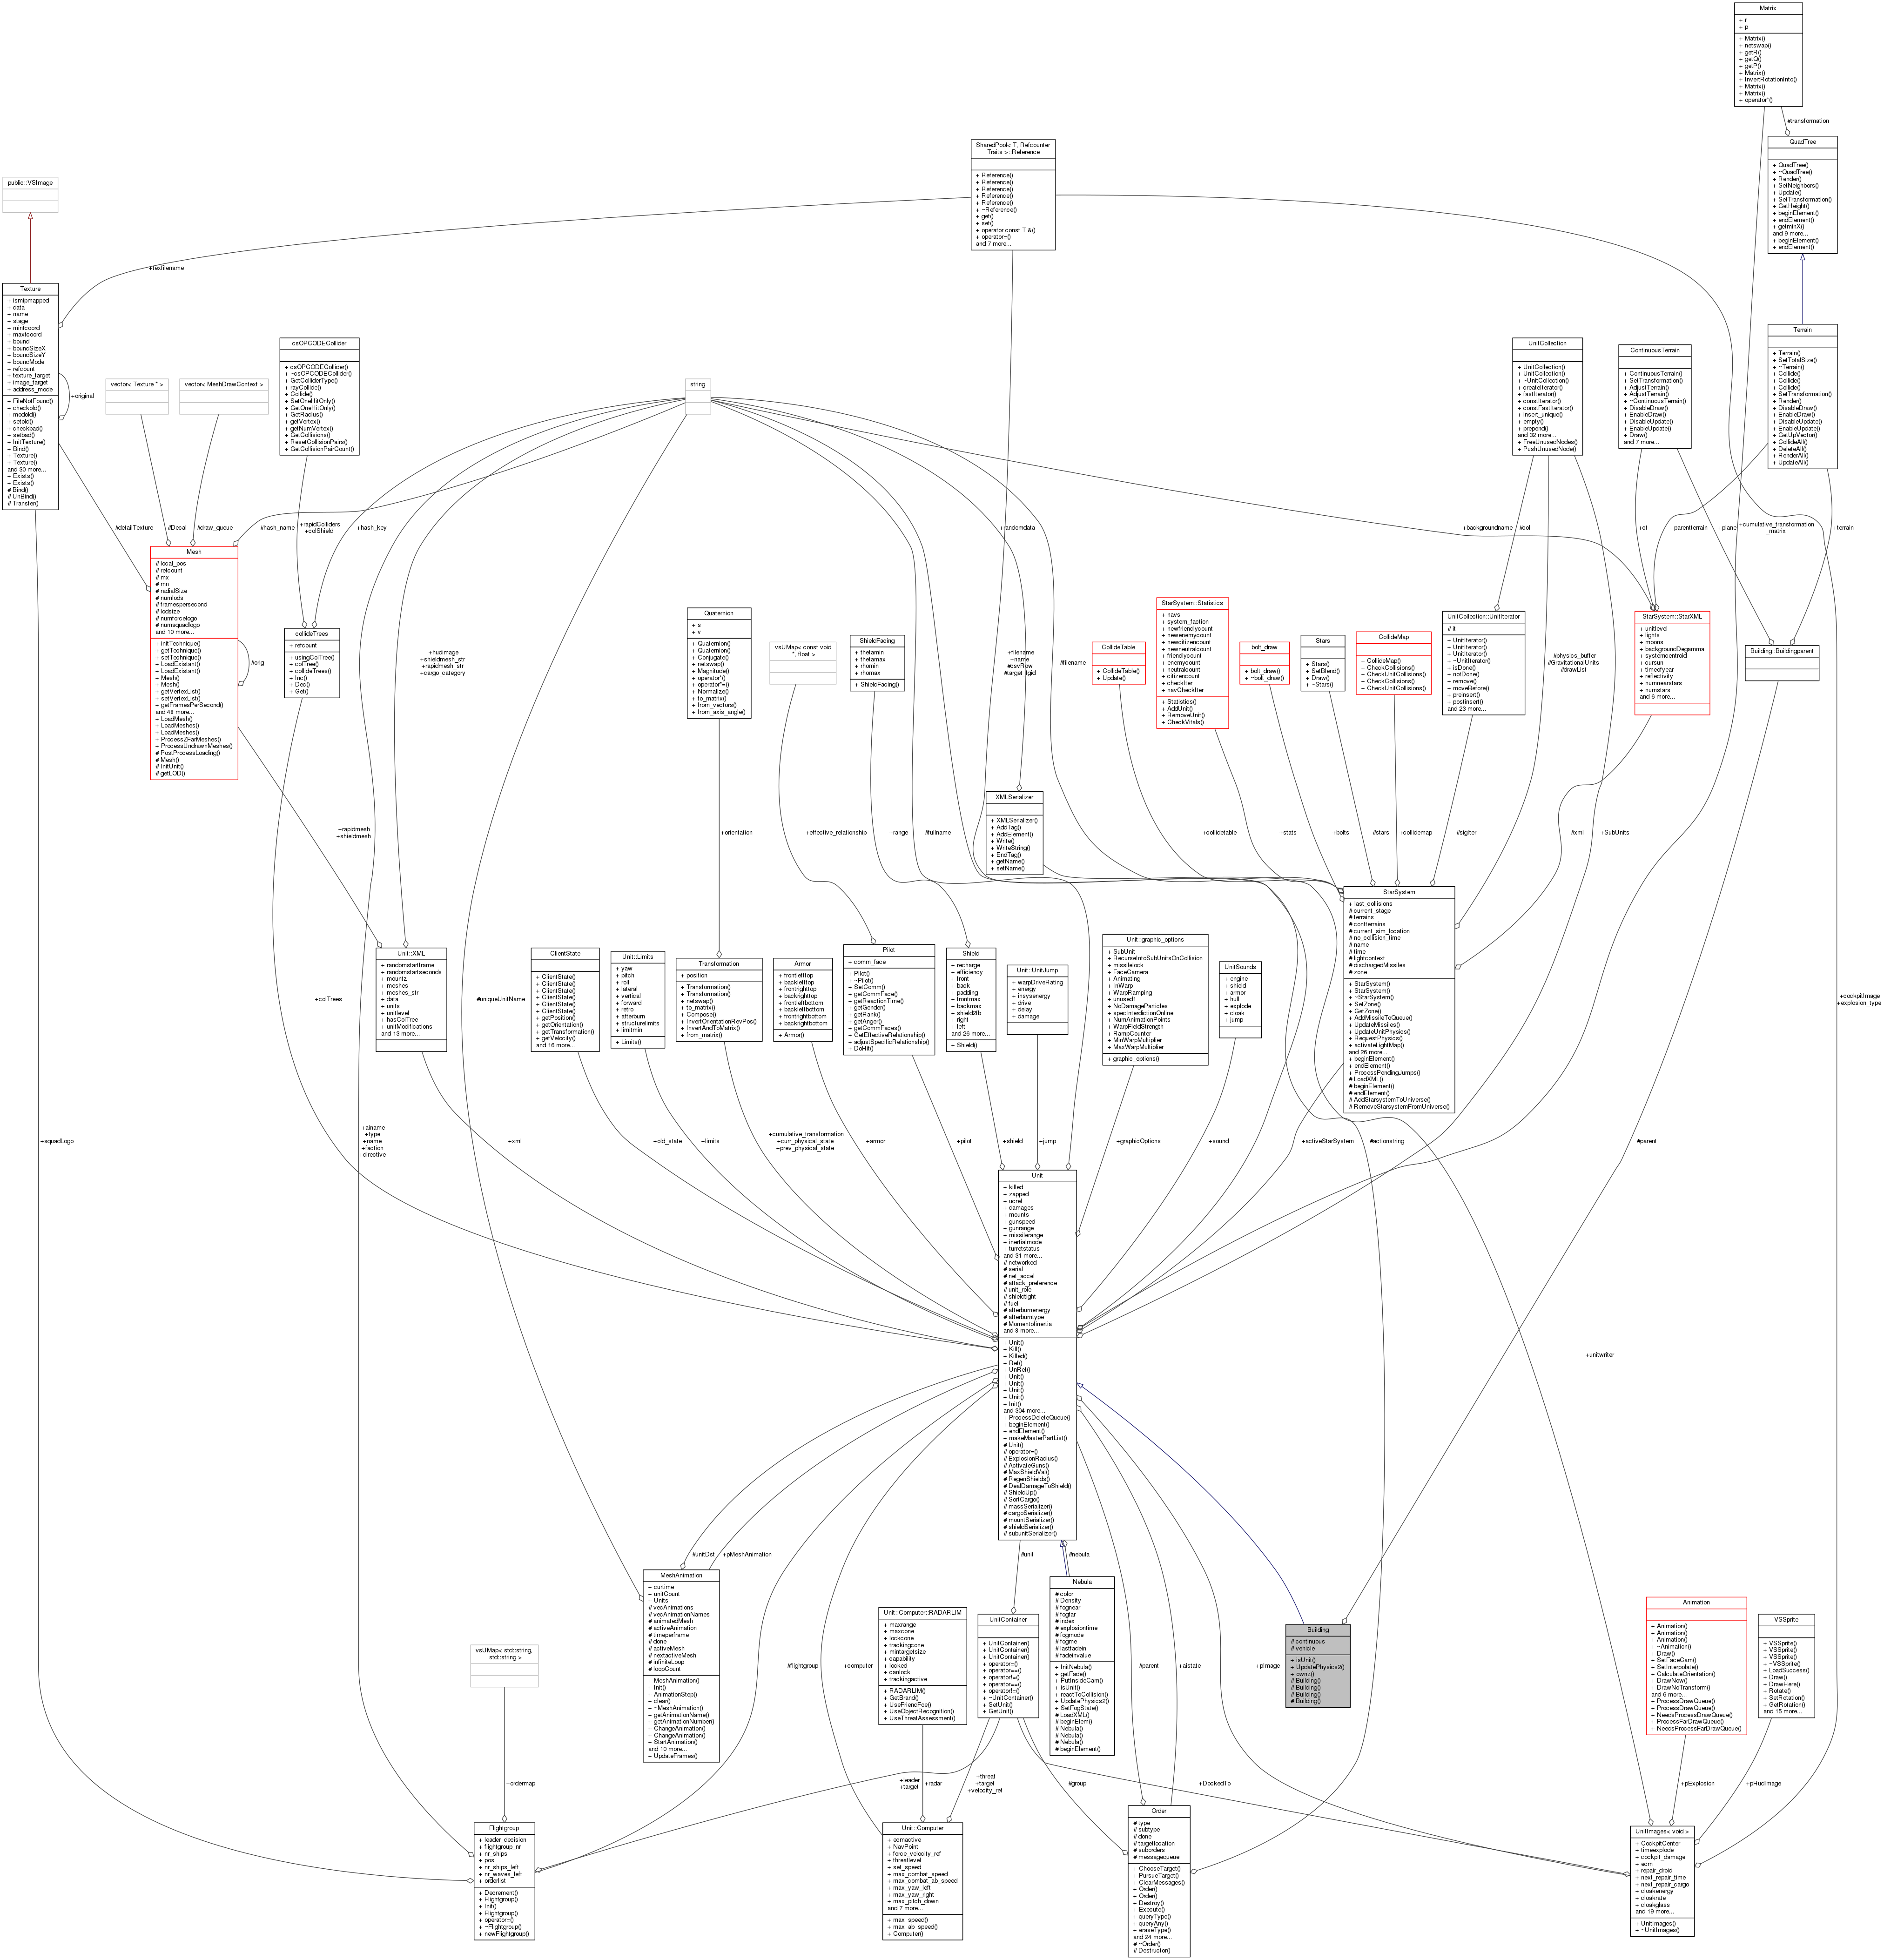 Matrix
+ r
+ p
+ Matrix()
+ netswap()
+ getR()
+ getQ()
+ getP()
+ Matrix()
+ InvertRotationInto()
+ Matrix()
+ Matrix()
+ operator*()
#transformation
QuadTree
+ QuadTree()
+ ~QuadTree()
+ Render()
+ SetNeighbors()
+ Update()
+ SetTransformation()
+ GetHeight()
+ beginElement()
+ endElement()
+ getminX()
and 9 more...
+ beginElement()
+ endElement()
SharedPool< T, Refcounter
Traits >::Reference
+ Reference()
+ Reference()
+ Reference()
+ Reference()
+ Reference()
+ ~Reference()
+ get()
+ set()
+ operator const T &()
+ operator=()
and 7 more...
public::VSImage
+texfilename
Texture
+ ismipmapped
+ data
+ name
+ stage
+ mintcoord
+ maxtcoord
+ bound
+ boundSizeX
+ boundSizeY
+ boundMode
+ refcount
+ texture_target
+ image_target
+ address_mode
+ FileNotFound()
+ checkold()
+ modold()
+ setold()
+ checkbad()
+ setbad()
+ InitTexture()
+ Bind()
+ Texture()
+ Texture()
and 30 more...
+ Exists()
+ Exists()
# Bind()
# UnBind()
# Transfer()
+original
vector< Texture * >
vector< MeshDrawContext >
csOPCODECollider
+ csOPCODECollider()
+ ~csOPCODECollider()
+ GetColliderType()
+ rayCollide()
+ Collide()
+ SetOneHitOnly()
+ GetOneHitOnly()
+ GetRadius()
+ getVertex()
+ getNumVertex()
+ GetCollisions()
+ ResetCollisionPairs()
+ GetCollisionPairCount()
string
UnitCollection
+ UnitCollection()
+ UnitCollection()
+ ~UnitCollection()
+ createIterator()
+ fastIterator()
+ constIterator()
+ constFastIterator()
+ insert_unique()
+ empty()
+ prepend()
and 32 more...
+ FreeUnusedNodes()
+ PushUnusedNode()
ContinuousTerrain
+ ContinuousTerrain()
+ SetTransformation()
+ AdjustTerrain()
+ AdjustTerrain()
+ ~ContinuousTerrain()
+ DisableDraw()
+ EnableDraw()
+ DisableUpdate()
+ EnableUpdate()
+ Draw()
and 7 more...
Terrain
+ Terrain()
+ SetTotalSize()
+ ~Terrain()
+ Collide()
+ Collide()
+ Collide()
+ SetTransformation()
+ Render()
+ DisableDraw()
+ EnableDraw()
+ DisableUpdate()
+ EnableUpdate()
+ GetUpVector()
+ CollideAll()
+ DeleteAll()
+ RenderAll()
+ UpdateAll()
#detailTexture
#Decal
#draw_queue
#hash_name
+rapidColliders
+colShield
+hash_key
+randomdata
+backgroundname
#col
+ct
+parentterrain
+plane
+cumulative_transformation
_matrix
+terrain
Mesh
# local_pos
# refcount
# mx
# mn
# radialSize
# numlods
# framespersecond
# lodsize
# numforcelogo
# numsquadlogo
and 10 more...
+ initTechnique()
+ getTechnique()
+ setTechnique()
+ LoadExistant()
+ LoadExistant()
+ Mesh()
+ Mesh()
+ getVertexList()
+ setVertexList()
+ getFramesPerSecond()
and 48 more...
+ LoadMesh()
+ LoadMeshes()
+ LoadMeshes()
+ ProcessZFarMeshes()
+ ProcessUndrawnMeshes()
# PostProcessLoading()
# Mesh()
# InitUnit()
# getLOD()
#orig
collideTrees
+ refcount
+ usingColTree()
+ colTree()
+ collideTrees()
+ Inc()
+ Dec()
+ Get()
+hudimage
+shieldmesh_str
+rapidmesh_str
+cargo_category
Quaternion
+ s
+ v
+ Quaternion()
+ Quaternion()
+ Conjugate()
+ netswap()
+ Magnitude()
+ operator*()
+ operator*=()
+ Normalize()
+ to_matrix()
+ from_vectors()
+ from_axis_angle()
vsUMap< const void
*, float >
ShieldFacing
+ thetamin
+ thetamax
+ rhomin
+ rhomax
+ ShieldFacing()
+filename
+name
#csvRow
#target_fgid
#filename
CollideTable
+ CollideTable()
+ Update()
StarSystem::Statistics
+ navs
+ system_faction
+ newfriendlycount
+ newenemycount
+ newcitizencount
+ newneutralcount
+ friendlycount
+ enemycount
+ neutralcount
+ citizencount
+ checkIter
+ navCheckIter
+ Statistics()
+ AddUnit()
+ RemoveUnit()
+ CheckVitals()
bolt_draw
+ bolt_draw()
+ ~bolt_draw()
Stars
+ Stars()
+ SetBlend()
+ Draw()
+ ~Stars()
CollideMap
+ CollideMap()
+ CheckCollisions()
+ CheckUnitCollisions()
+ CheckCollisions()
+ CheckUnitCollisions()
UnitCollection::UnitIterator
# it
+ UnitIterator()
+ UnitIterator()
+ UnitIterator()
+ ~UnitIterator()
+ isDone()
+ notDone()
+ remove()
+ moveBefore()
+ preinsert()
+ postinsert()
and 23 more...
#physics_buffer
#GravitationalUnits
#drawList
StarSystem::StarXML
+ unitlevel
+ lights
+ moons
+ backgroundDegamma
+ systemcentroid
+ cursun
+ timeofyear
+ reflectivity
+ numnearstars
+ numstars
and 6 more...
Building::Buildingparent
XMLSerializer
+ XMLSerializer()
+ AddTag()
+ AddElement()
+ Write()
+ WriteString()
+ EndTag()
+ getName()
+ setName()
+rapidmesh
+shieldmesh
+orientation
+effective_relationship
+range
#fullname
+collidetable
+stats
+bolts
#stars
+collidemap
#sigIter
#xml
+SubUnits
StarSystem
+ last_collisions
# current_stage
# terrains
# contterrains
# current_sim_location
# no_collision_time
# name
# time
# lightcontext
# dischargedMissiles
# zone
+ StarSystem()
+ StarSystem()
+ ~StarSystem()
+ SetZone()
+ GetZone()
+ AddMissileToQueue()
+ UpdateMissiles()
+ UpdateUnitPhysics()
+ RequestPhysics()
+ activateLightMap()
and 26 more...
+ beginElement()
+ endElement()
+ ProcessPendingJumps()
# LoadXML()
# beginElement()
# endElement()
# AddStarsystemToUniverse()
# RemoveStarsystemFromUniverse()
+colTrees
#uniqueUnitName
Unit::XML
+ randomstartframe
+ randomstartseconds
+ mountz
+ meshes
+ meshes_str
+ data
+ units
+ unitlevel
+ hasColTree
+ unitModifications
and 13 more...
ClientState
+ ClientState()
+ ClientState()
+ ClientState()
+ ClientState()
+ ClientState()
+ ClientState()
+ getPosition()
+ getOrientation()
+ getTransformation()
+ getVelocity()
and 16 more...
Unit::Limits
+ yaw
+ pitch
+ roll
+ lateral
+ vertical
+ forward
+ retro
+ afterburn
+ structurelimits
+ limitmin
+ Limits()
Transformation
+ position
+ Transformation()
+ Transformation()
+ netswap()
+ to_matrix()
+ Compose()
+ InvertOrientationRevPos()
+ InvertAndToMatrix()
+ from_matrix()
Armor
+ frontlefttop
+ backlefttop
+ frontrighttop
+ backrighttop
+ frontleftbottom
+ backleftbottom
+ frontrightbottom
+ backrightbottom
+ Armor()
Pilot
+ comm_face
+ Pilot()
+ ~Pilot()
+ SetComm()
+ getCommFace()
+ getReactionTime()
+ getGender()
+ getRank()
+ getAnger()
+ getCommFaces()
+ GetEffectiveRelationship()
+ adjustSpecificRelationship()
+ DoHit()
Shield
+ recharge
+ efficiency
+ front
+ back
+ padding
+ frontmax
+ backmax
+ shield2fb
+ right
+ left
and 26 more...
+ Shield()
Unit::UnitJump
+ warpDriveRating
+ energy
+ insysenergy
+ drive
+ delay
+ damage
Unit::graphic_options
+ SubUnit
+ RecurseIntoSubUnitsOnCollision
+ missilelock
+ FaceCamera
+ Animating
+ InWarp
+ WarpRamping
+ unused1
+ NoDamageParticles
+ specInterdictionOnline
+ NumAnimationPoints
+ WarpFieldStrength
+ RampCounter
+ MinWarpMultiplier
+ MaxWarpMultiplier
+ graphic_options()
UnitSounds
+ engine
+ shield
+ armor
+ hull
+ explode
+ cloak
+ jump
+cockpitImage
+explosion_type
+squadLogo
+ainame
+type
+name
+faction
+directive
+xml
+old_state
+limits
+cumulative_transformation
+curr_physical_state
+prev_physical_state
+armor
+pilot
+shield
+jump
+graphicOptions
+sound
+activeStarSystem
#actionstring
#parent
+unitwriter
Unit
+ killed
+ zapped
+ ucref
+ damages
+ mounts
+ gunspeed
+ gunrange
+ missilerange
+ inertialmode
+ turretstatus
and 31 more...
# networked
# serial
# net_accel
# attack_preference
# unit_role
# shieldtight
# fuel
# afterburnenergy
# afterburntype
# MomentofInertia
and 8 more...
+ Unit()
+ Kill()
+ Killed()
+ Ref()
+ UnRef()
+ Unit()
+ Unit()
+ Unit()
+ Unit()
+ Init()
and 304 more...
+ ProcessDeleteQueue()
+ beginElement()
+ endElement()
+ makeMasterPartList()
# Unit()
# operator=()
# ExplosionRadius()
# ActivateGuns()
# MaxShieldVal()
# RegenShields()
# DealDamageToShield()
# ShieldUp()
# SortCargo()
# massSerializer()
# cargoSerializer()
# mountSerializer()
# shieldSerializer()
# subunitSerializer()
#unitDst
+pMeshAnimation
#unit
#nebula
MeshAnimation
+ curtime
+ unitCount
+ Units
# vecAnimations
# vecAnimationNames
# animatedMesh
# activeAnimation
# timeperframe
# done
# activeMesh
# nextactiveMesh
# infiniteLoop
# loopCount
+ MeshAnimation()
+ Init()
+ AnimationStep()
+ clear()
+ ~MeshAnimation()
+ getAnimationName()
+ getAnimationNumber()
+ ChangeAnimation()
+ ChangeAnimation()
+ StartAnimation()
and 10 more...
+ UpdateFrames()
Unit::Computer::RADARLIM
+ maxrange
+ maxcone
+ lockcone
+ trackingcone
+ mintargetsize
+ capability
+ locked
+ canlock
+ trackingactive
+ RADARLIM()
+ GetBrand()
+ UseFriendFoe()
+ UseObjectRecognition()
+ UseThreatAssessment()
UnitContainer
+ UnitContainer()
+ UnitContainer()
+ UnitContainer()
+ operator=()
+ operator==()
+ operator!=()
+ operator==()
+ operator!=()
+ ~UnitContainer()
+ SetUnit()
+ GetUnit()
Nebula
# color
# Density
# fognear
# fogfar
# index
# explosiontime
# fogmode
# fogme
# lastfadein
# fadeinvalue
+ InitNebula()
+ getFade()
+ PutInsideCam()
+ isUnit()
+ reactToCollision()
+ UpdatePhysics2()
+ SetFogState()
# LoadXML()
# beginElem()
# Nebula()
# Nebula()
# Nebula()
# beginElement()
Building
# continuous
# vehicle
+ isUnit()
+ UpdatePhysics2()
+ ownz()
# Building()
# Building()
# Building()
# Building()
Animation
+ Animation()
+ Animation()
+ Animation()
+ ~Animation()
+ Draw()
+ SetFaceCam()
+ SetInterpolate()
+ CalculateOrientation()
+ DrawNow()
+ DrawNoTransform()
and 6 more...
+ ProcessDrawQueue()
+ ProcessDrawQueue()
+ NeedsProcessDrawQueue()
+ ProcessFarDrawQueue()
+ NeedsProcessFarDrawQueue()
VSSprite
+ VSSprite()
+ VSSprite()
+ VSSprite()
+ ~VSSprite()
+ LoadSuccess()
+ Draw()
+ DrawHere()
+ Rotate()
+ SetRotation()
+ GetRotation()
and 15 more...
vsUMap< std::string,
std::string >
#flightgroup
+computer
#parent
+aistate
+pImage
+ordermap
+leader
+target
+radar
+threat
+target
+velocity_ref
#group
+DockedTo
+pExplosion
+pHudImage
Flightgroup
+ leader_decision
+ flightgroup_nr
+ nr_ships
+ pos
+ nr_ships_left
+ nr_waves_left
+ orderlist
+ Decrement()
+ Flightgroup()
+ Init()
+ Flightgroup()
+ operator=()
+ ~Flightgroup()
+ newFlightgroup()
Unit::Computer
+ ecmactive
+ NavPoint
+ force_velocity_ref
+ threatlevel
+ set_speed
+ max_combat_speed
+ max_combat_ab_speed
+ max_yaw_left
+ max_yaw_right
+ max_pitch_down
and 7 more...
+ max_speed()
+ max_ab_speed()
+ Computer()
Order
# type
# subtype
# done
# targetlocation
# suborders
# messagequeue
+ ChooseTarget()
+ PursueTarget()
+ ClearMessages()
+ Order()
+ Order()
+ Destroy()
+ Execute()
+ queryType()
+ queryAny()
+ eraseType()
and 24 more...
# ~Order()
# Destructor()
UnitImages< void >
+ CockpitCenter
+ timeexplode
+ cockpit_damage
+ ecm
+ repair_droid
+ next_repair_time
+ next_repair_cargo
+ cloakenergy
+ cloakrate
+ cloakglass
and 19 more...
+ UnitImages()
+ ~UnitImages()